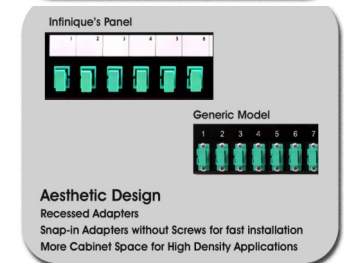 Infinique's Panel
1 2 3 4 5 6
Generic Model
1 2 3 4 5 6 7
Aesthetic Design
Recessed Adapters
Snap-in Adapters without Screws for fast installation
More Cabinet Space for High Density Applications